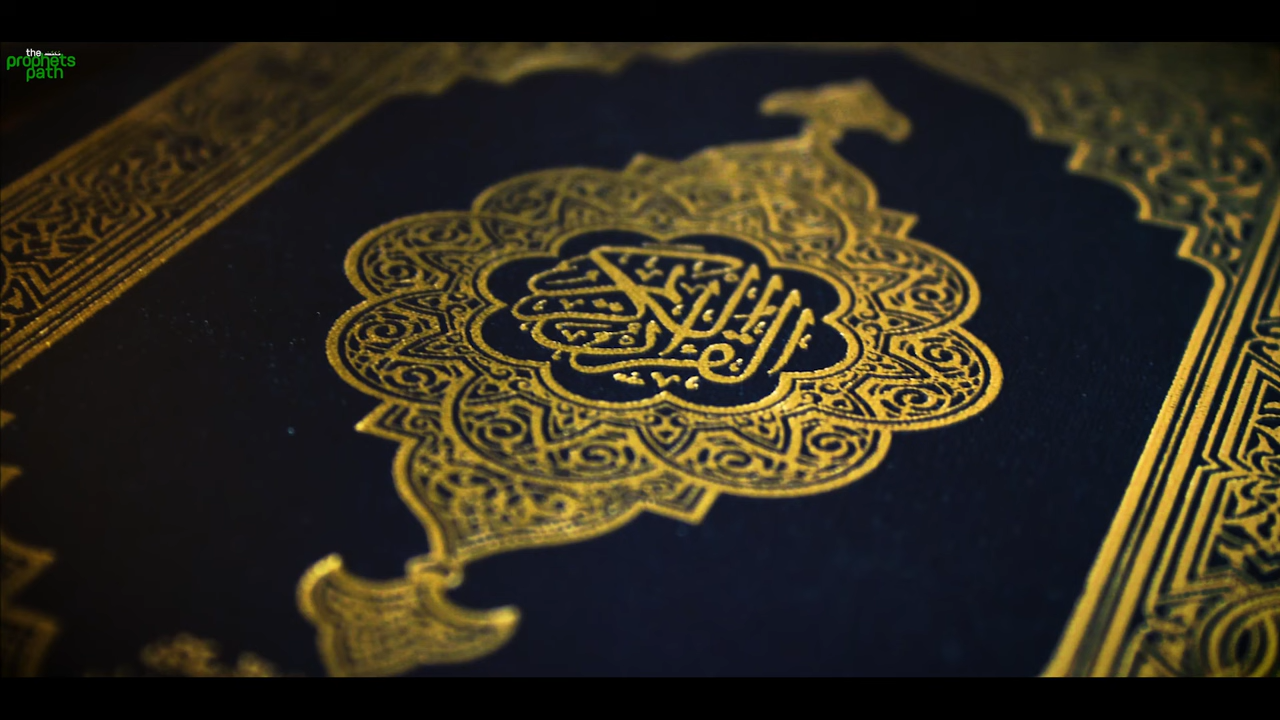 the
prophets
path
القرآن الكريم